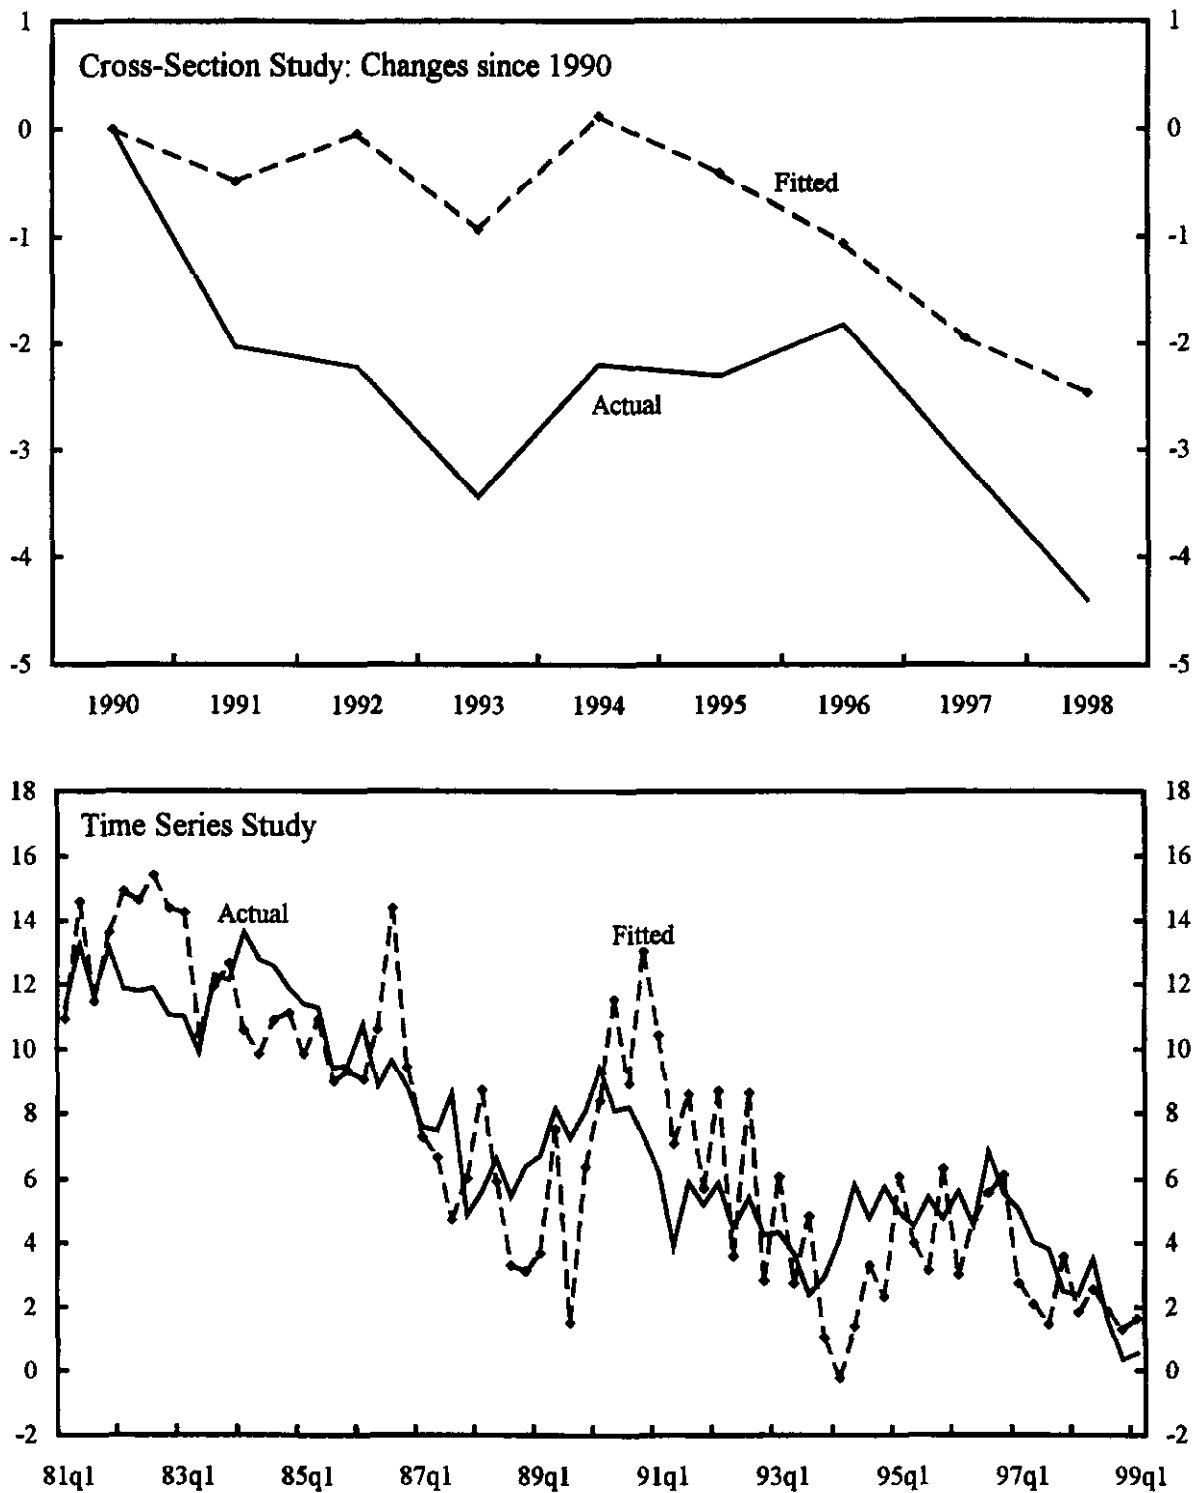 1 1
Cross-Section Study: Changes since 1990
0 0
Fitted
-1 -1
-2 -2
Actual
-3 -3
-4 -4
-5 -5
1990 1991 1992 1993 1994 1995 1996 1997 1998
18 18
Time Series Study
16 16
Actual
14 14
Fitted
12 12
10 10
8 8
6 6
4 4
2 2
0 0
-2 -2
81q1 83q1 85q1 87q1 89q1 91q1 93q1 95q1 97q1 99q1